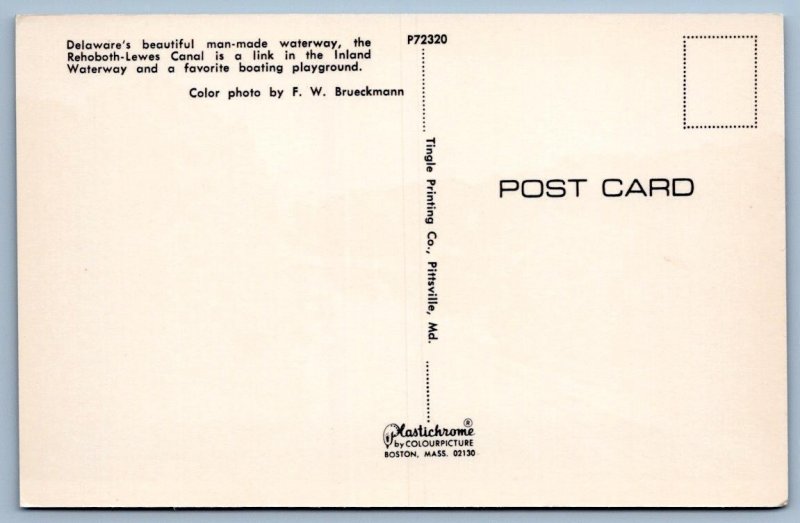 Delaware's beautiful man-made waterway, the
Rehoboth-Lewes Canal is a link in the Inland
Waterway and a favorite boating playground.
Color photo by F. W. Brueckmann
P72320
Tingle Printing Co., Pittsville, Md.
POST CARD
Plastichrome®
by COLOURPICTURE
BOSTON, MASS. 02130